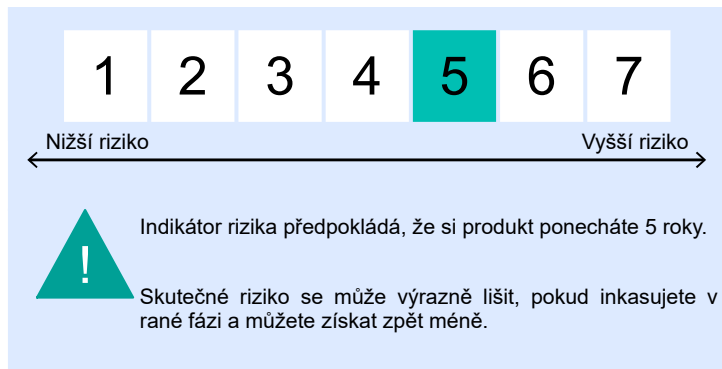 1 2 3 4 5 6 7
Nižší riziko Vyšší riziko
!
Indikátor rizika předpokládá, že si produkt ponecháte 5 roky.
Skutečné riziko se může výrazně lišit, pokud inkasujete v
rané fázi a můžete získat zpět méně.